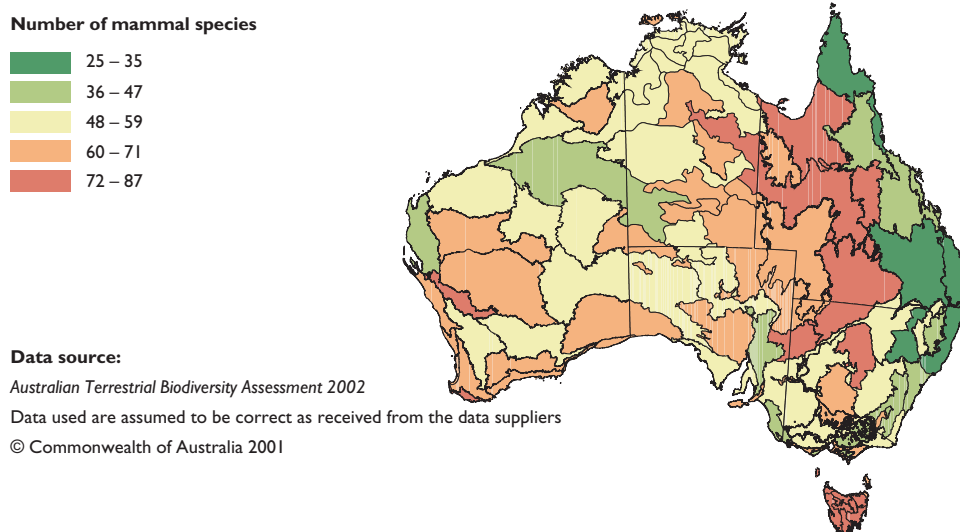 Number of mammal species
25 – 35
36 – 47
48 – 59
60 – 71
72 – 87
Data source:
Australian Terrestrial Biodiversity Assessment 2002
Data used are assumed to be correct as received from the data suppliers
© Commonwealth of Australia 2001